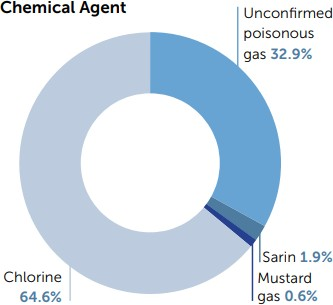 Chemical Agent
Unconfirmed
poisonous
gas 32.9%
Sarin 1.9%
Mustard
gas 0.6%
Chlorine
64.6%